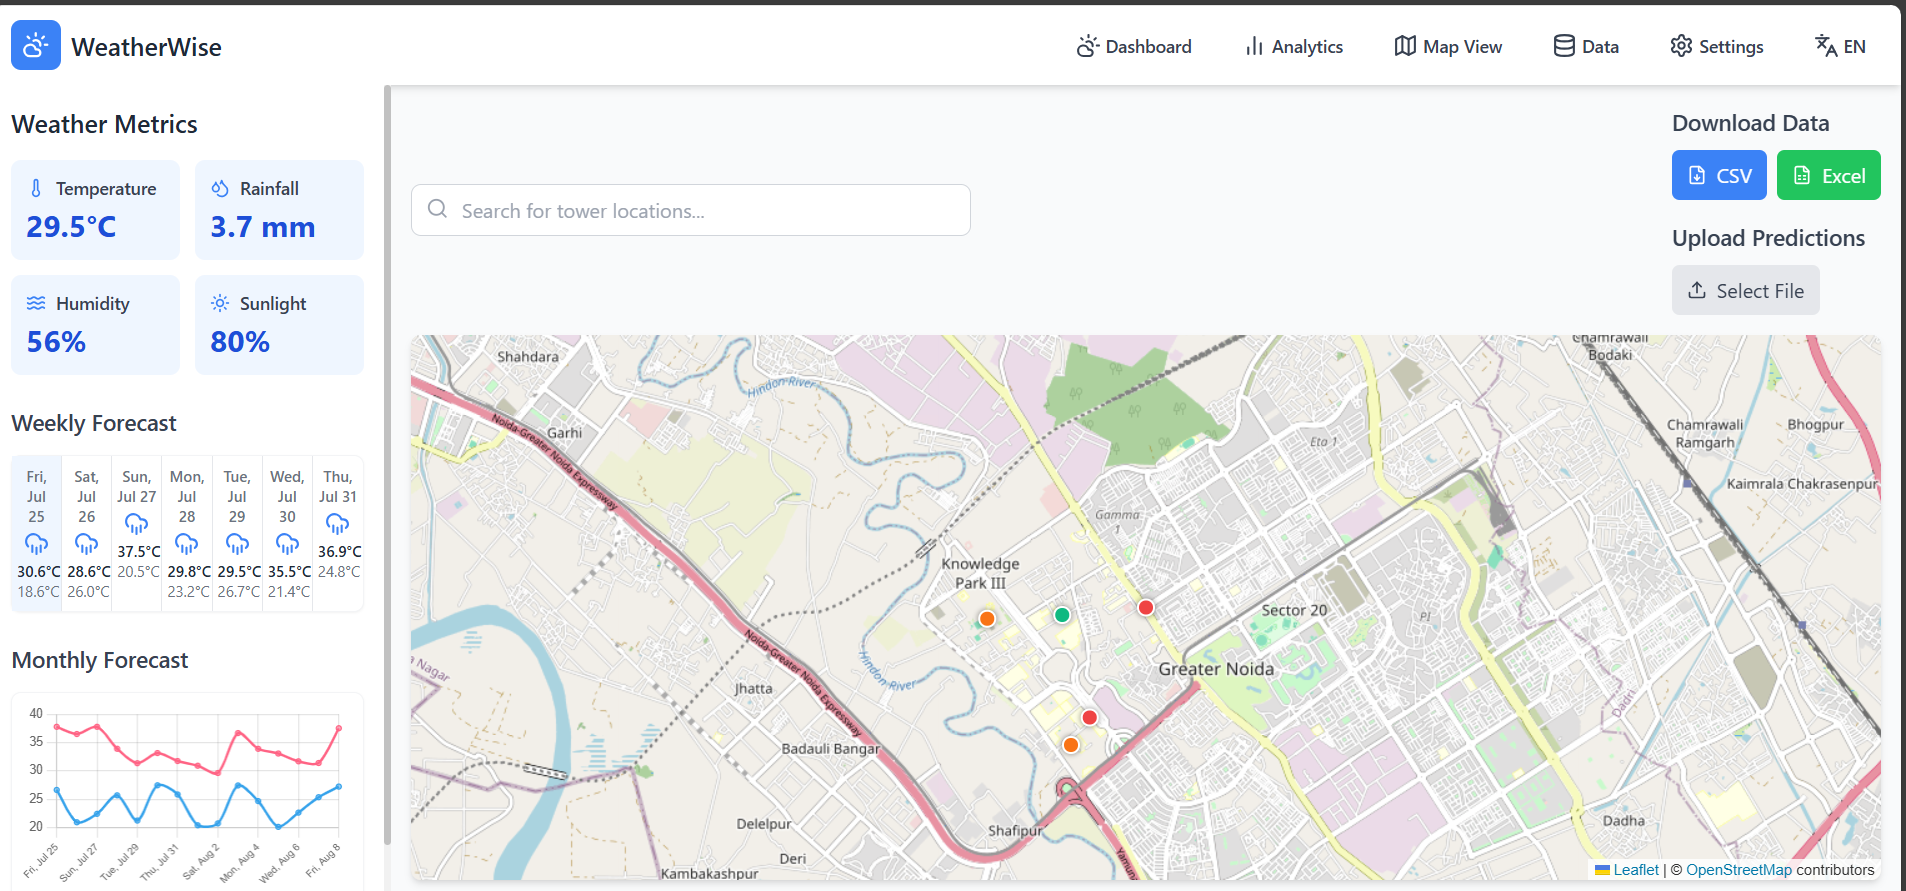 WeatherWise
Dashboard
Analytics
Map View
Data
Settings
EN
Weather Metrics
Temperature
29.5°C
Rainfall
3.7 mm
Humidity
56%
Sunlight
80%
Weekly Forecast
Fri,
Jul
25
30.6°C
18.6°C
Sat,
Jul
26
28.6°C
26.0°C
Sun,
Jul 27
37.5°C
20.5°C
Mon,
Jul
28
29.8°C
23.2°C
Tue,
Jul
29
29.5°C
26.7°C
Wed,
Jul
30
35.5°C
21.4°C
Thu,
Jul 31
36.9°C
24.8°C
Monthly Forecast
40
35
30
25
20
Fri, Jul 25
Sun, Jul 27
Tue, Jul 29
Thu, Jul 31
Sat, Aug 2
Mon, Aug 4
Wed, Aug 6
Fri, Aug 8
Search for tower locations...
Download Data
CSV
Excel
Upload Predictions
Select File
Shahdara
Hindon River
Chamrawali
Bodaki
Noida-Greater Noida Expressway
Garhi
Eta 1
Chamrawali
Ramgarh
Bhogpur
Kaimrala Chakrasenpur
Gamma
1
Knowledge
Park III
Sector 20
PI
Greater Noida
Hindon River
Nagar
Noida-Greater Noida Expressway
Jhatta
Dadri
Badauli Bangar
Delelpur
Shafipur
Dadha
Deri
Kambakashpur
Yamun
Leaflet | © OpenStreetMap contributors